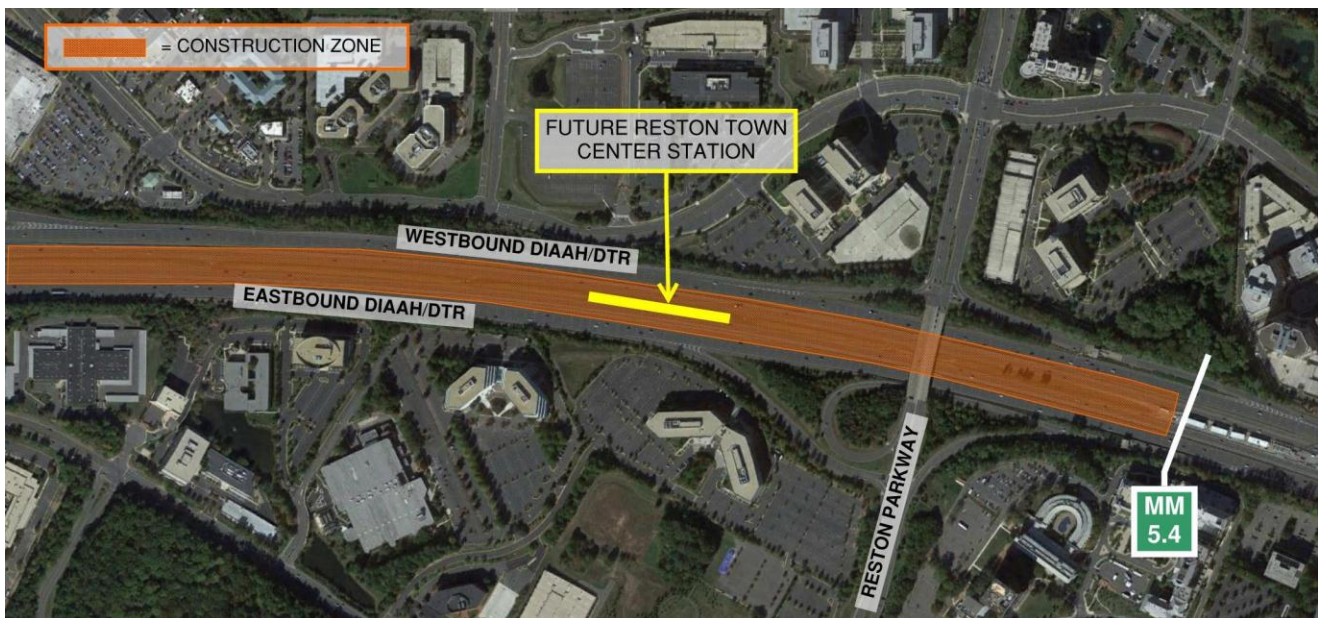 = CONSTRUCTION ZONE
FUTURE RESTON TOWN
CENTER STATION
WESTBOUND DIAAH/DTR
EASTBOUND DIAAH/DTR
RESTON PARKWAY
MM
5.4